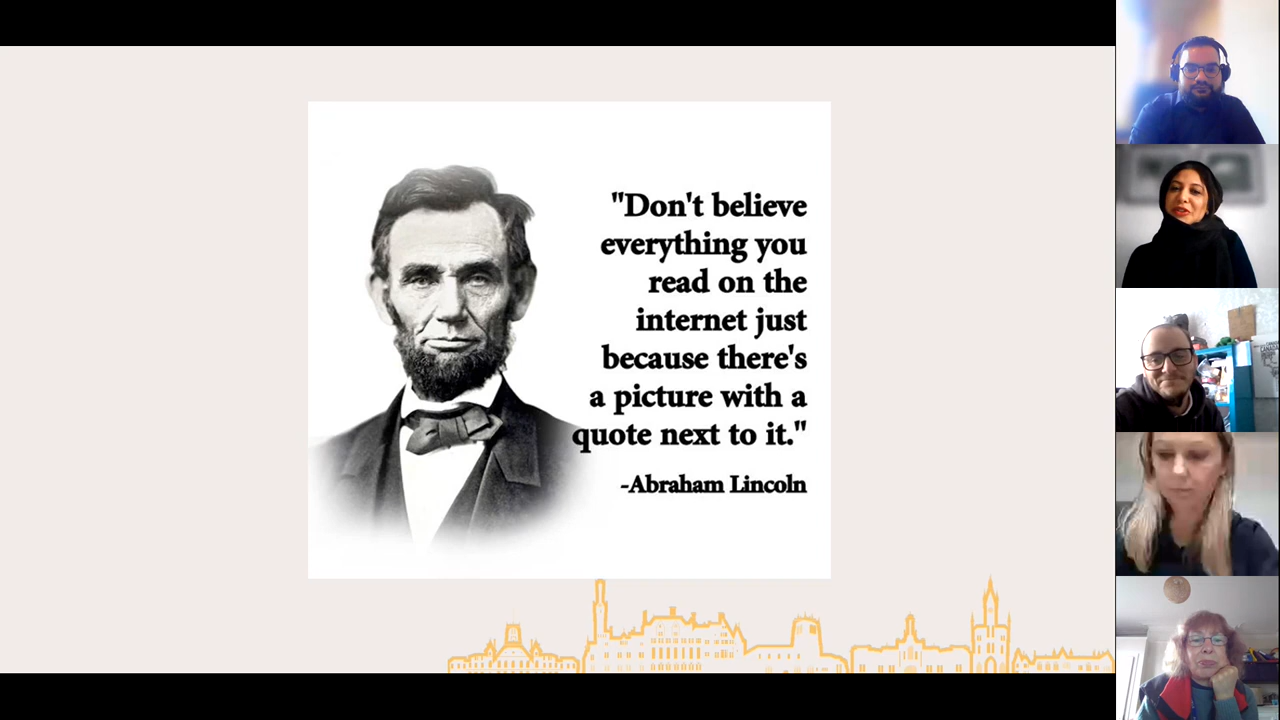 "Don't believe
everything you
read on the
internet just
because there's
a picture with a
quote next to it."
-Abraham Lincoln